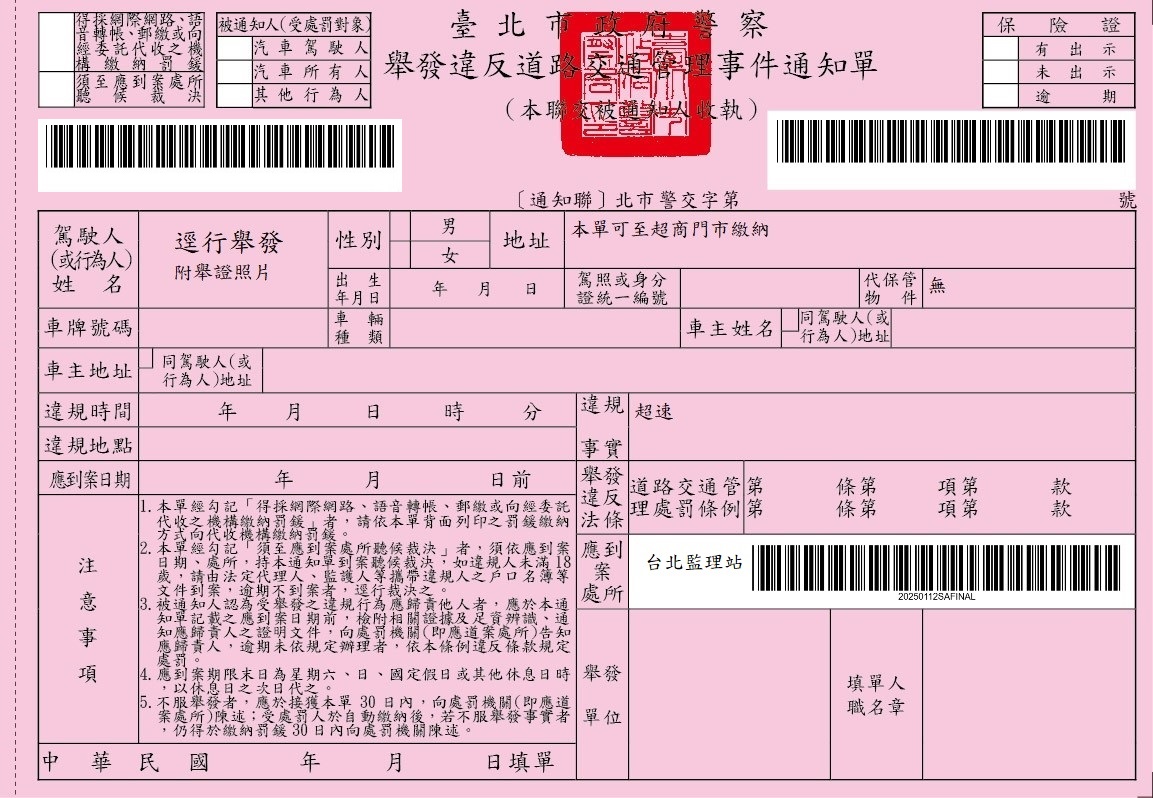 得採網際網路、語
音轉帳、郵繳或向
經委託代收之機
構繳納罰鍰
須至應到案處所
聽候裁決
被通知人(受處罰對象)
汽車駕駛人
汽車所有人
其他行為人
臺北市政府警察
舉發違反道路交通管理事件通知單
(本聯交被通知人收執)
保險證
有出示
未出示
逾期
〔通知聯〕北市警交字第 號
駕駛人
(或行為人)
姓名
逕行舉發
附舉證照片
性別
男
女
地址
本單可至超商門市繳納
出生
年月日
年 月 日
駕照或身分
證統一編號
代保管
物件
無
車牌號碼
車輛
種類
車主姓名
同駕駛人(或
行為人)地址
車主地址
同駕駛人(或
行為人)地址
違規時間
年 月 日 時 分
違規
事實
超速
違規地點
應到案日期
年 月 日前
舉發
違反
法條
道路交通管
理處罰條例
第 條第 項第 款
第 條第 項第 款
注意事項
1. 本單經勾記「得採網際網路、語音轉帳、郵繳或向經委託
代收之機構繳納罰鍰」者，請依本單背面列印之罰鍰繳納
方式向代收機構繳納罰鍰。
2. 本單經勾記「須至應到案處所聽候裁決」者，須依應到案
日期、處所，持本通知單到案聽候裁決，如違規人未滿18
歲，請由法定代理人、監護人等攜帶違規人之戶口名簿等
文件到案，逾期不到案者，逕行裁決之。
3. 被通知人認為受舉發之違規行為應歸責他人者，應於本通
知單記載之應到案日期前，檢附相關證據及足資辨識、通
知應歸責人之證明文件，向處罰機關(即應道案處所)告知
應歸責人，逾期未依規定辦理者，依本條例違反條款規定
處罰。
4. 應到案期限末日為星期六、日、國定假日或其他休息日時
，以休息日之次日代之。
5. 不服舉發者，應於接獲本單 30 日內，向處罰機關(即應道
案處所)陳述；受處罰人於自動繳納後，若不服舉發事實者
，仍得於繳納罰鍰 30 日內向處罰機關陳述。
應到
案
處所
台北監理站
20250112SAFINAL
舉發
單位
填單人
職名章
中華民國 年 月 日填單